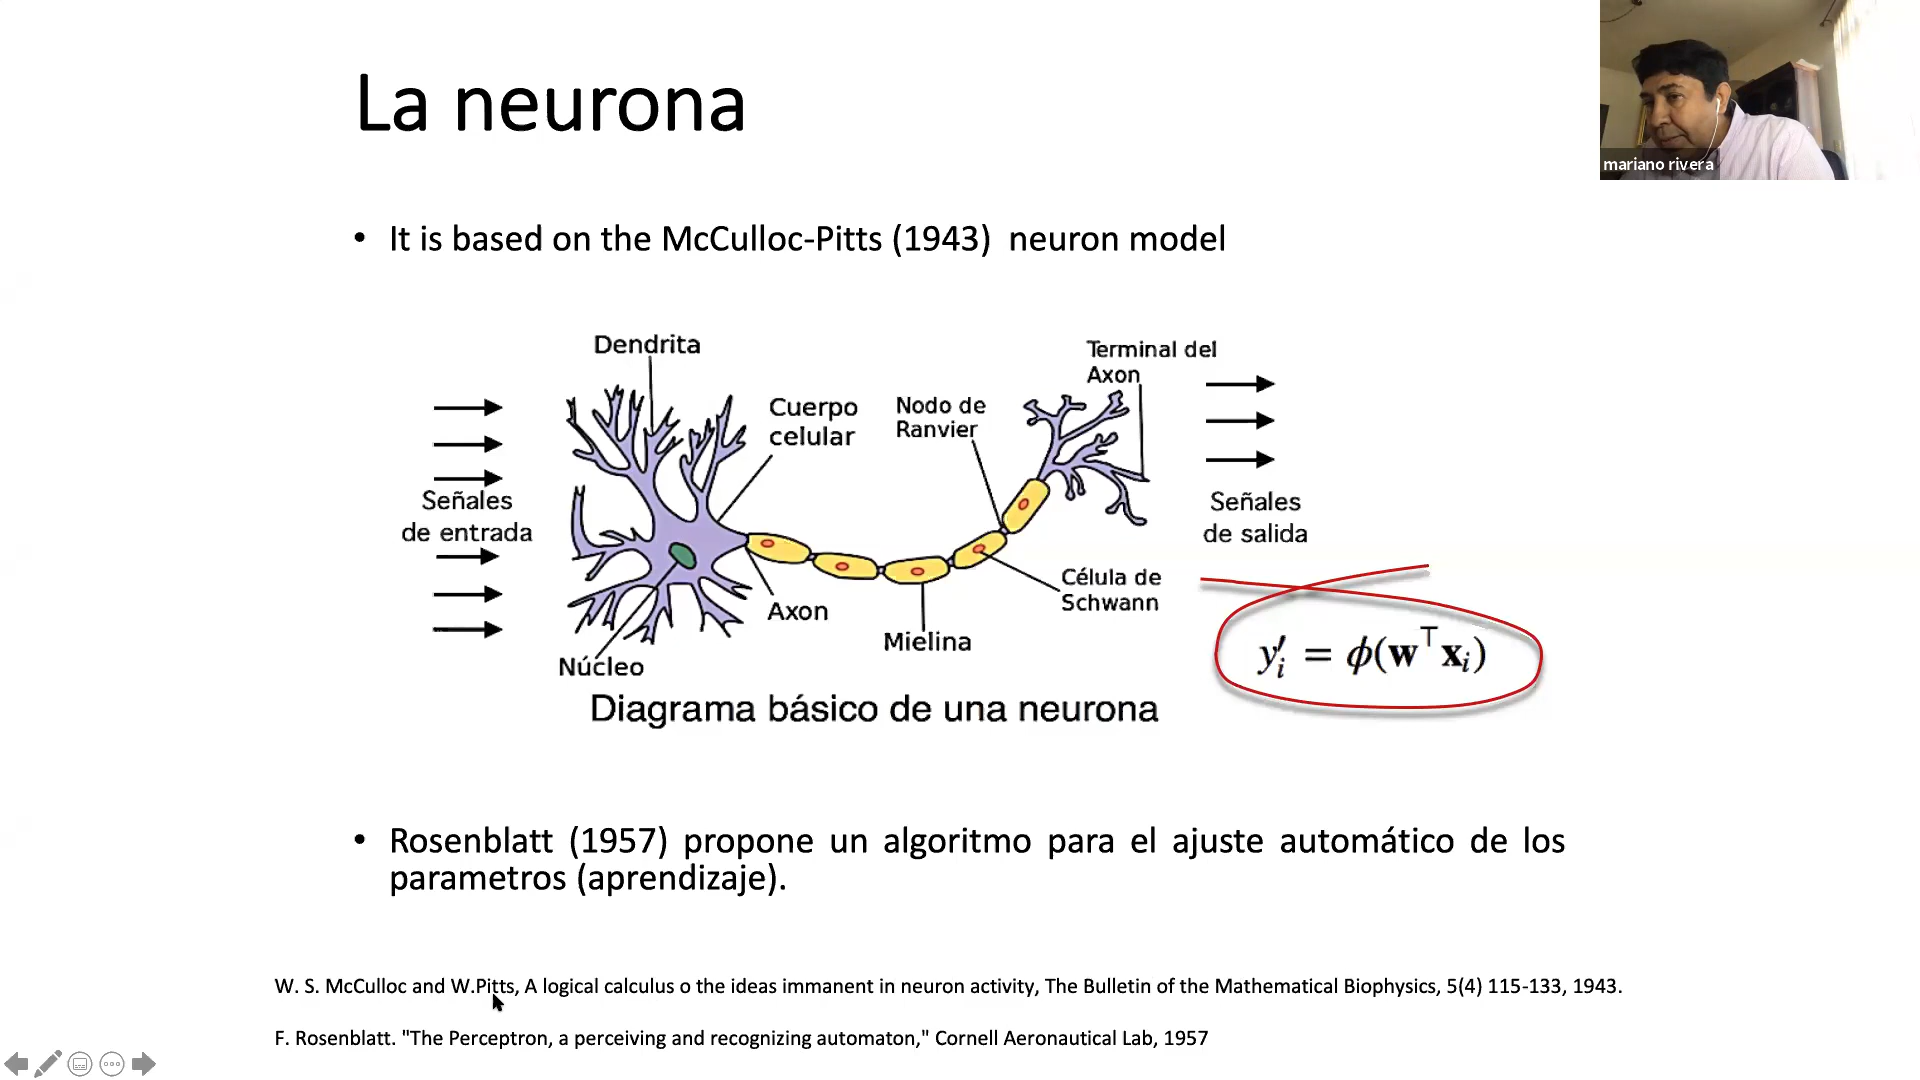 La neurona
mariano rivera
• It is based on the McCulloc-Pitts (1943) neuron model
Dendrita
Terminal del
Axon
Cuerpo
celular
Nodo de
Ranvier
Señales
de entrada
Señales
de salida
Célula de
Schwann
Axon
Mielina
Núcleo
y′ᵢ = ϕ(w⊤xᵢ)
Diagrama básico de una neurona
• Rosenblatt (1957) propone un algoritmo para el ajuste automático de los
parametros (aprendizaje).
W. S. McCulloc and W.Pitts, A logical calculus o the ideas immanent in neuron activity, The Bulletin of the Mathematical Biophysics, 5(4) 115-133, 1943.
F. Rosenblatt. "The Perceptron, a perceiving and recognizing automaton," Cornell Aeronautical Lab, 1957